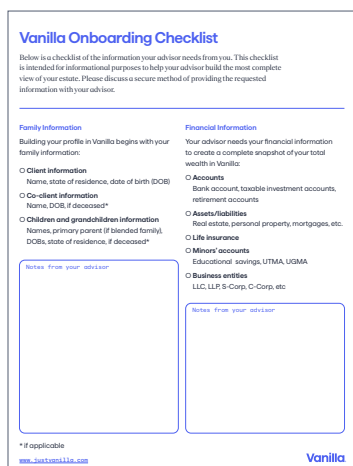 Vanilla Onboarding Checklist
Below is a checklist of the information your advisor needs from you. This checklist
is intended for informational purposes to help your advisor build the most complete
view of your estate. Please discuss a secure method of providing the requested
information with your advisor.
Family Information
Building your profile in Vanilla begins with your
family information:
Client information
Name, state of residence, date of birth (DOB)
Co-client information
Name, DOB, if deceased*
Children and grandchildren information
Names, primary parent (if blended family),
DOBs, state of residence, if deceased*
Notes from your advisor
Financial Information
Your advisor needs your financial information
to create a complete snapshot of your total
wealth in Vanilla:
Accounts
Bank account, taxable investment accounts,
retirement accounts
Assets/liabilities
Real estate, personal property, mortgages, etc.
Life insurance
Minors' accounts
Educational savings, UTMA, UGMA
Business entities
LLC, LLP, S-Corp, C-Corp, etc
Notes from your advisor
* if applicable
www.justvanilla.com
Vanilla